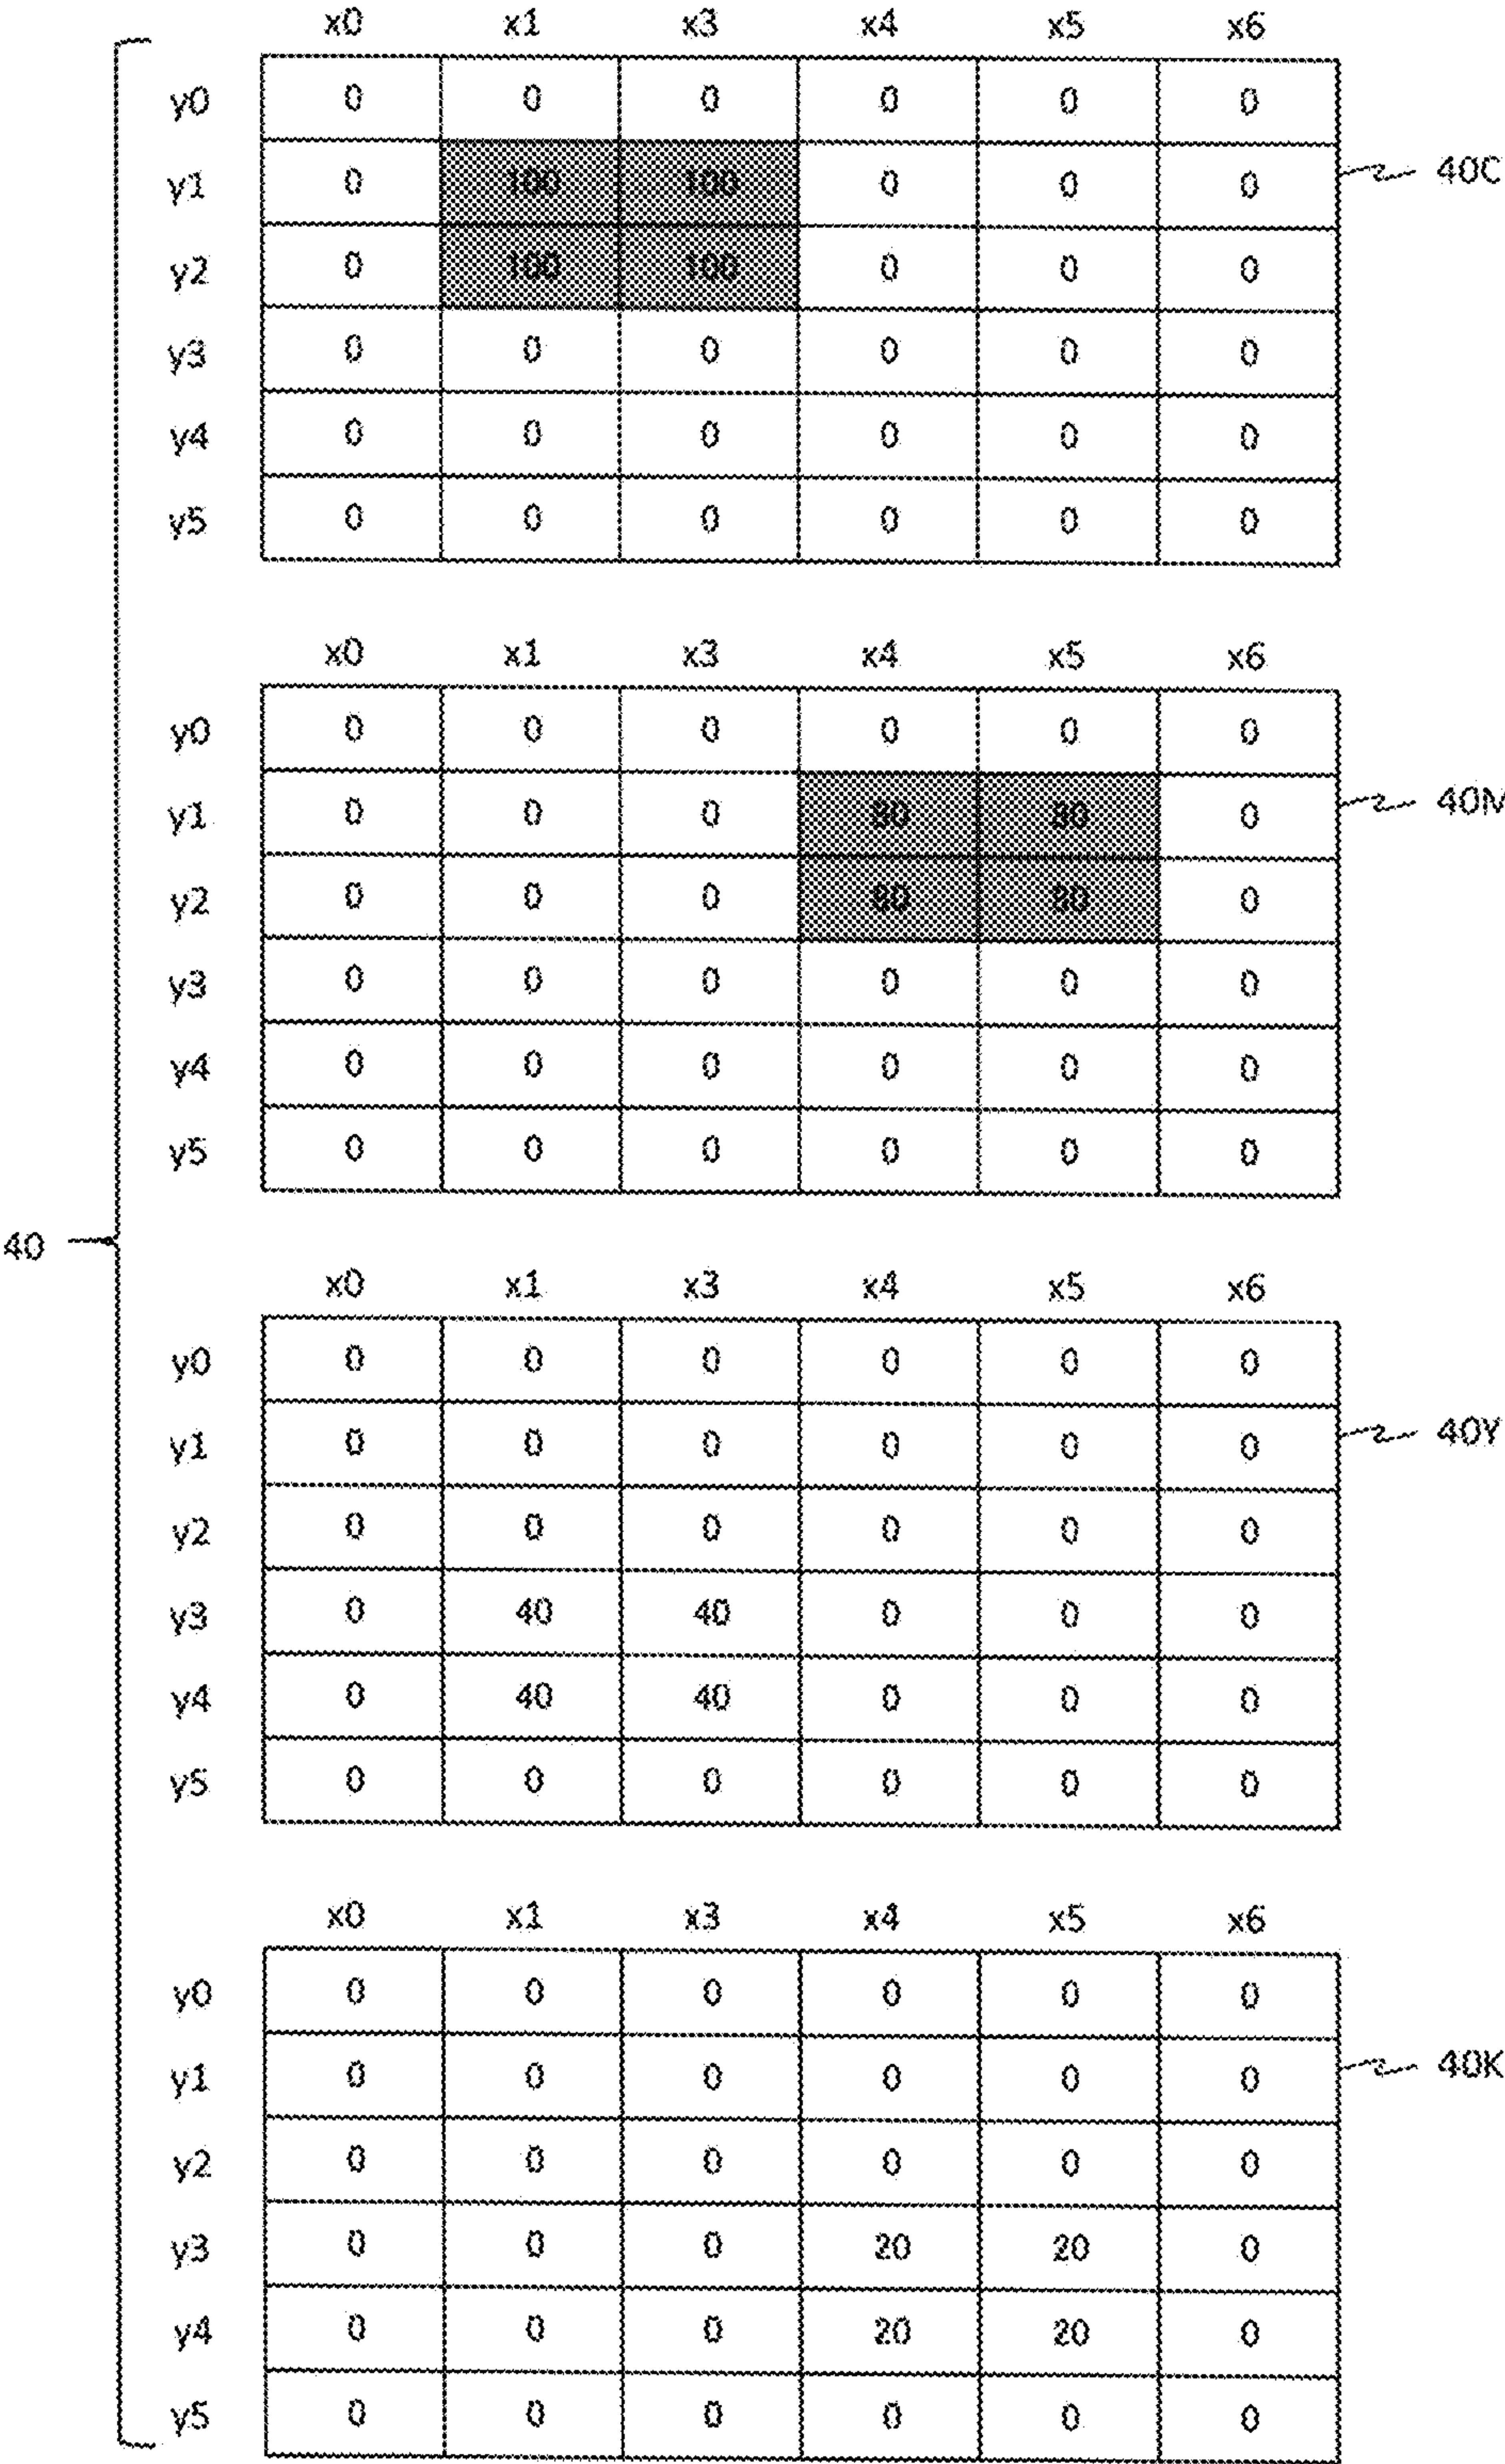 x0 x1 x3 x4 x5 x6
y0 0 0 0 0 0 0
y1 0 100 100 0 0 0 40C
y2 0 100 100 0 0 0
y3 0 0 0 0 0 0
y4 0 0 0 0 0 0
y5 0 0 0 0 0 0
x0 x1 x3 x4 x5 x6
y0 0 0 0 0 0 0
y1 0 0 0 80 80 0 40M
y2 0 0 0 80 80 0
y3 0 0 0 0 0 0
y4 0 0 0 0 0 0
y5 0 0 0 0 0 0
40
x0 x1 x3 x4 x5 x6
y0 0 0 0 0 0 0
y1 0 0 0 0 0 0 40Y
y2 0 0 0 0 0 0
y3 0 40 40 0 0 0
y4 0 40 40 0 0 0
y5 0 0 0 0 0 0
x0 x1 x3 x4 x5 x6
y0 0 0 0 0 0 0
y1 0 0 0 0 0 0 40K
y2 0 0 0 0 0 0
y3 0 0 0 20 20 0
y4 0 0 0 20 20 0
y5 0 0 0 0 0 0